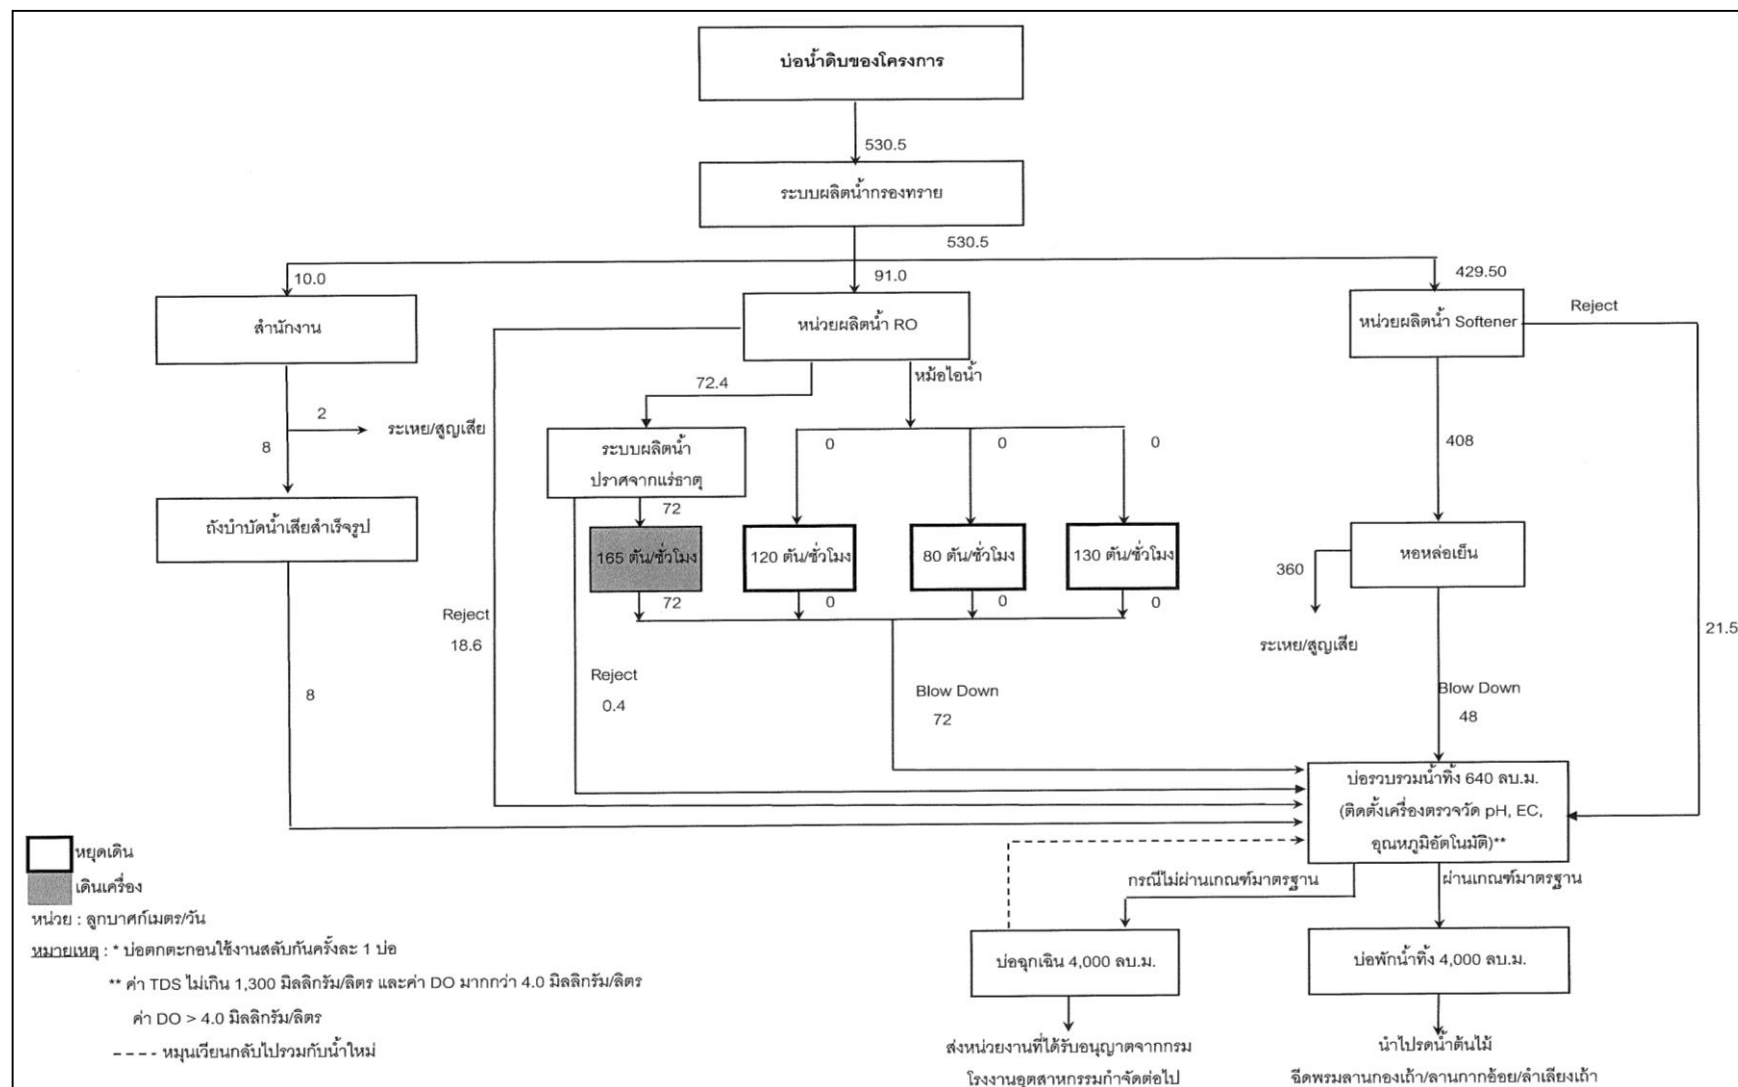 บ่อน้ำดิบของโครงการ
530.5
ระบบผลิตน้ำกรองทราย
530.5
10.0
91.0
429.50
สำนักงาน
หน่วยผลิตน้ำ RO
หน่วยผลิตน้ำ Softener
Reject
72.4
หม้อไอน้ำ
2
ระเหย/สูญเสีย
8
ระบบผลิตน้ำ
ปราศจากแร่ธาตุ
0
0
0
408
72
ถังบำบัดน้ำเสียสำเร็จรูป
165 ตัน/ชั่วโมง
120 ตัน/ชั่วโมง
80 ตัน/ชั่วโมง
130 ตัน/ชั่วโมง
หอหล่อเย็น
360
72
0
0
0
Reject
18.6
21.5
ระเหย/สูญเสีย
Reject
0.4
8
Blow Down
72
Blow Down
48
บ่อรวบรวมน้ำทิ้ง 640 ลบ.ม.
(ติดตั้งเครื่องตรวจวัด pH, EC,
อุณหภูมิอัตโนมัติ)**
หยุดเดิน
เดินเครื่อง
กรณีไม่ผ่านเกณฑ์มาตรฐาน
ผ่านเกณฑ์มาตรฐาน
หน่วย : ลูกบาศก์เมตร/วัน
หมายเหตุ : * บ่อตกตะกอนใช้งานสลับกันครั้งละ 1 บ่อ
บ่อฉุกเฉิน 4,000 ลบ.ม.
บ่อพักน้ำทิ้ง 4,000 ลบ.ม.
** ค่า TDS ไม่เกิน 1,300 มิลลิกรัม/ลิตร และค่า DO มากกว่า 4.0 มิลลิกรัม/ลิตร
ค่า DO > 4.0 มิลลิกรัม/ลิตร
---- หมุนเวียนกลับไปรวมกับน้ำใหม่
ส่งหน่วยงานที่ได้รับอนุญาตจากกรม
โรงงานอุตสาหกรรมกำจัดต่อไป
นำไปรดน้ำต้นไม้
ฉีดพรมลานกองเถ้า/ลานกากอ้อย/ลำเลียงเถ้า